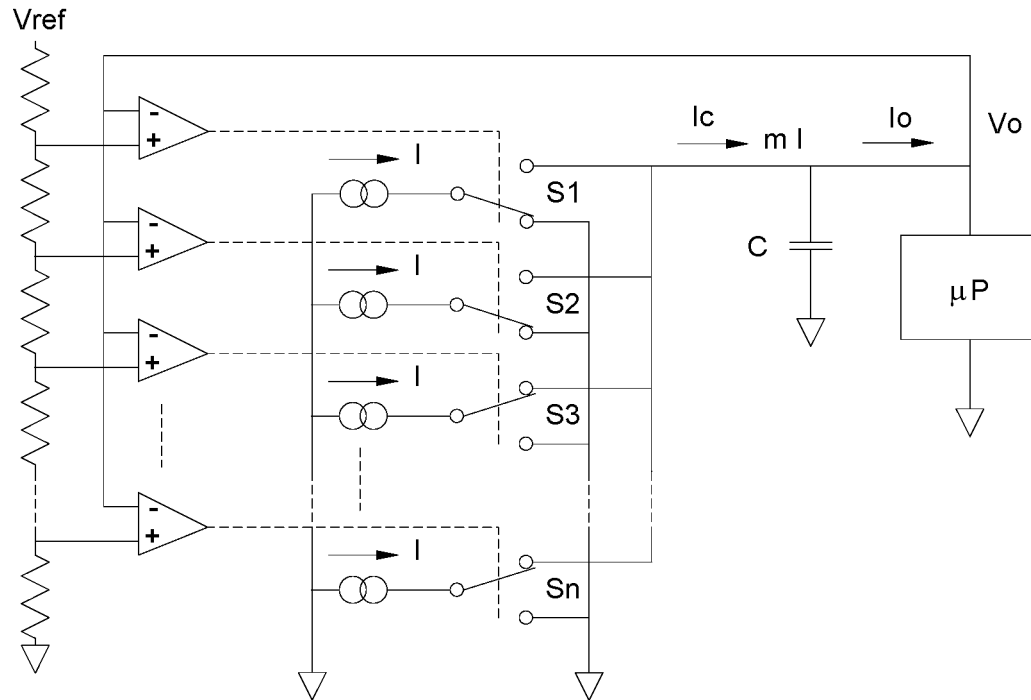 Vref
Vo
Ic
m I
Io
-
+
I
S1
-
+
I
S2
C
μP
-
+
I
S3
-
+
I
Sn